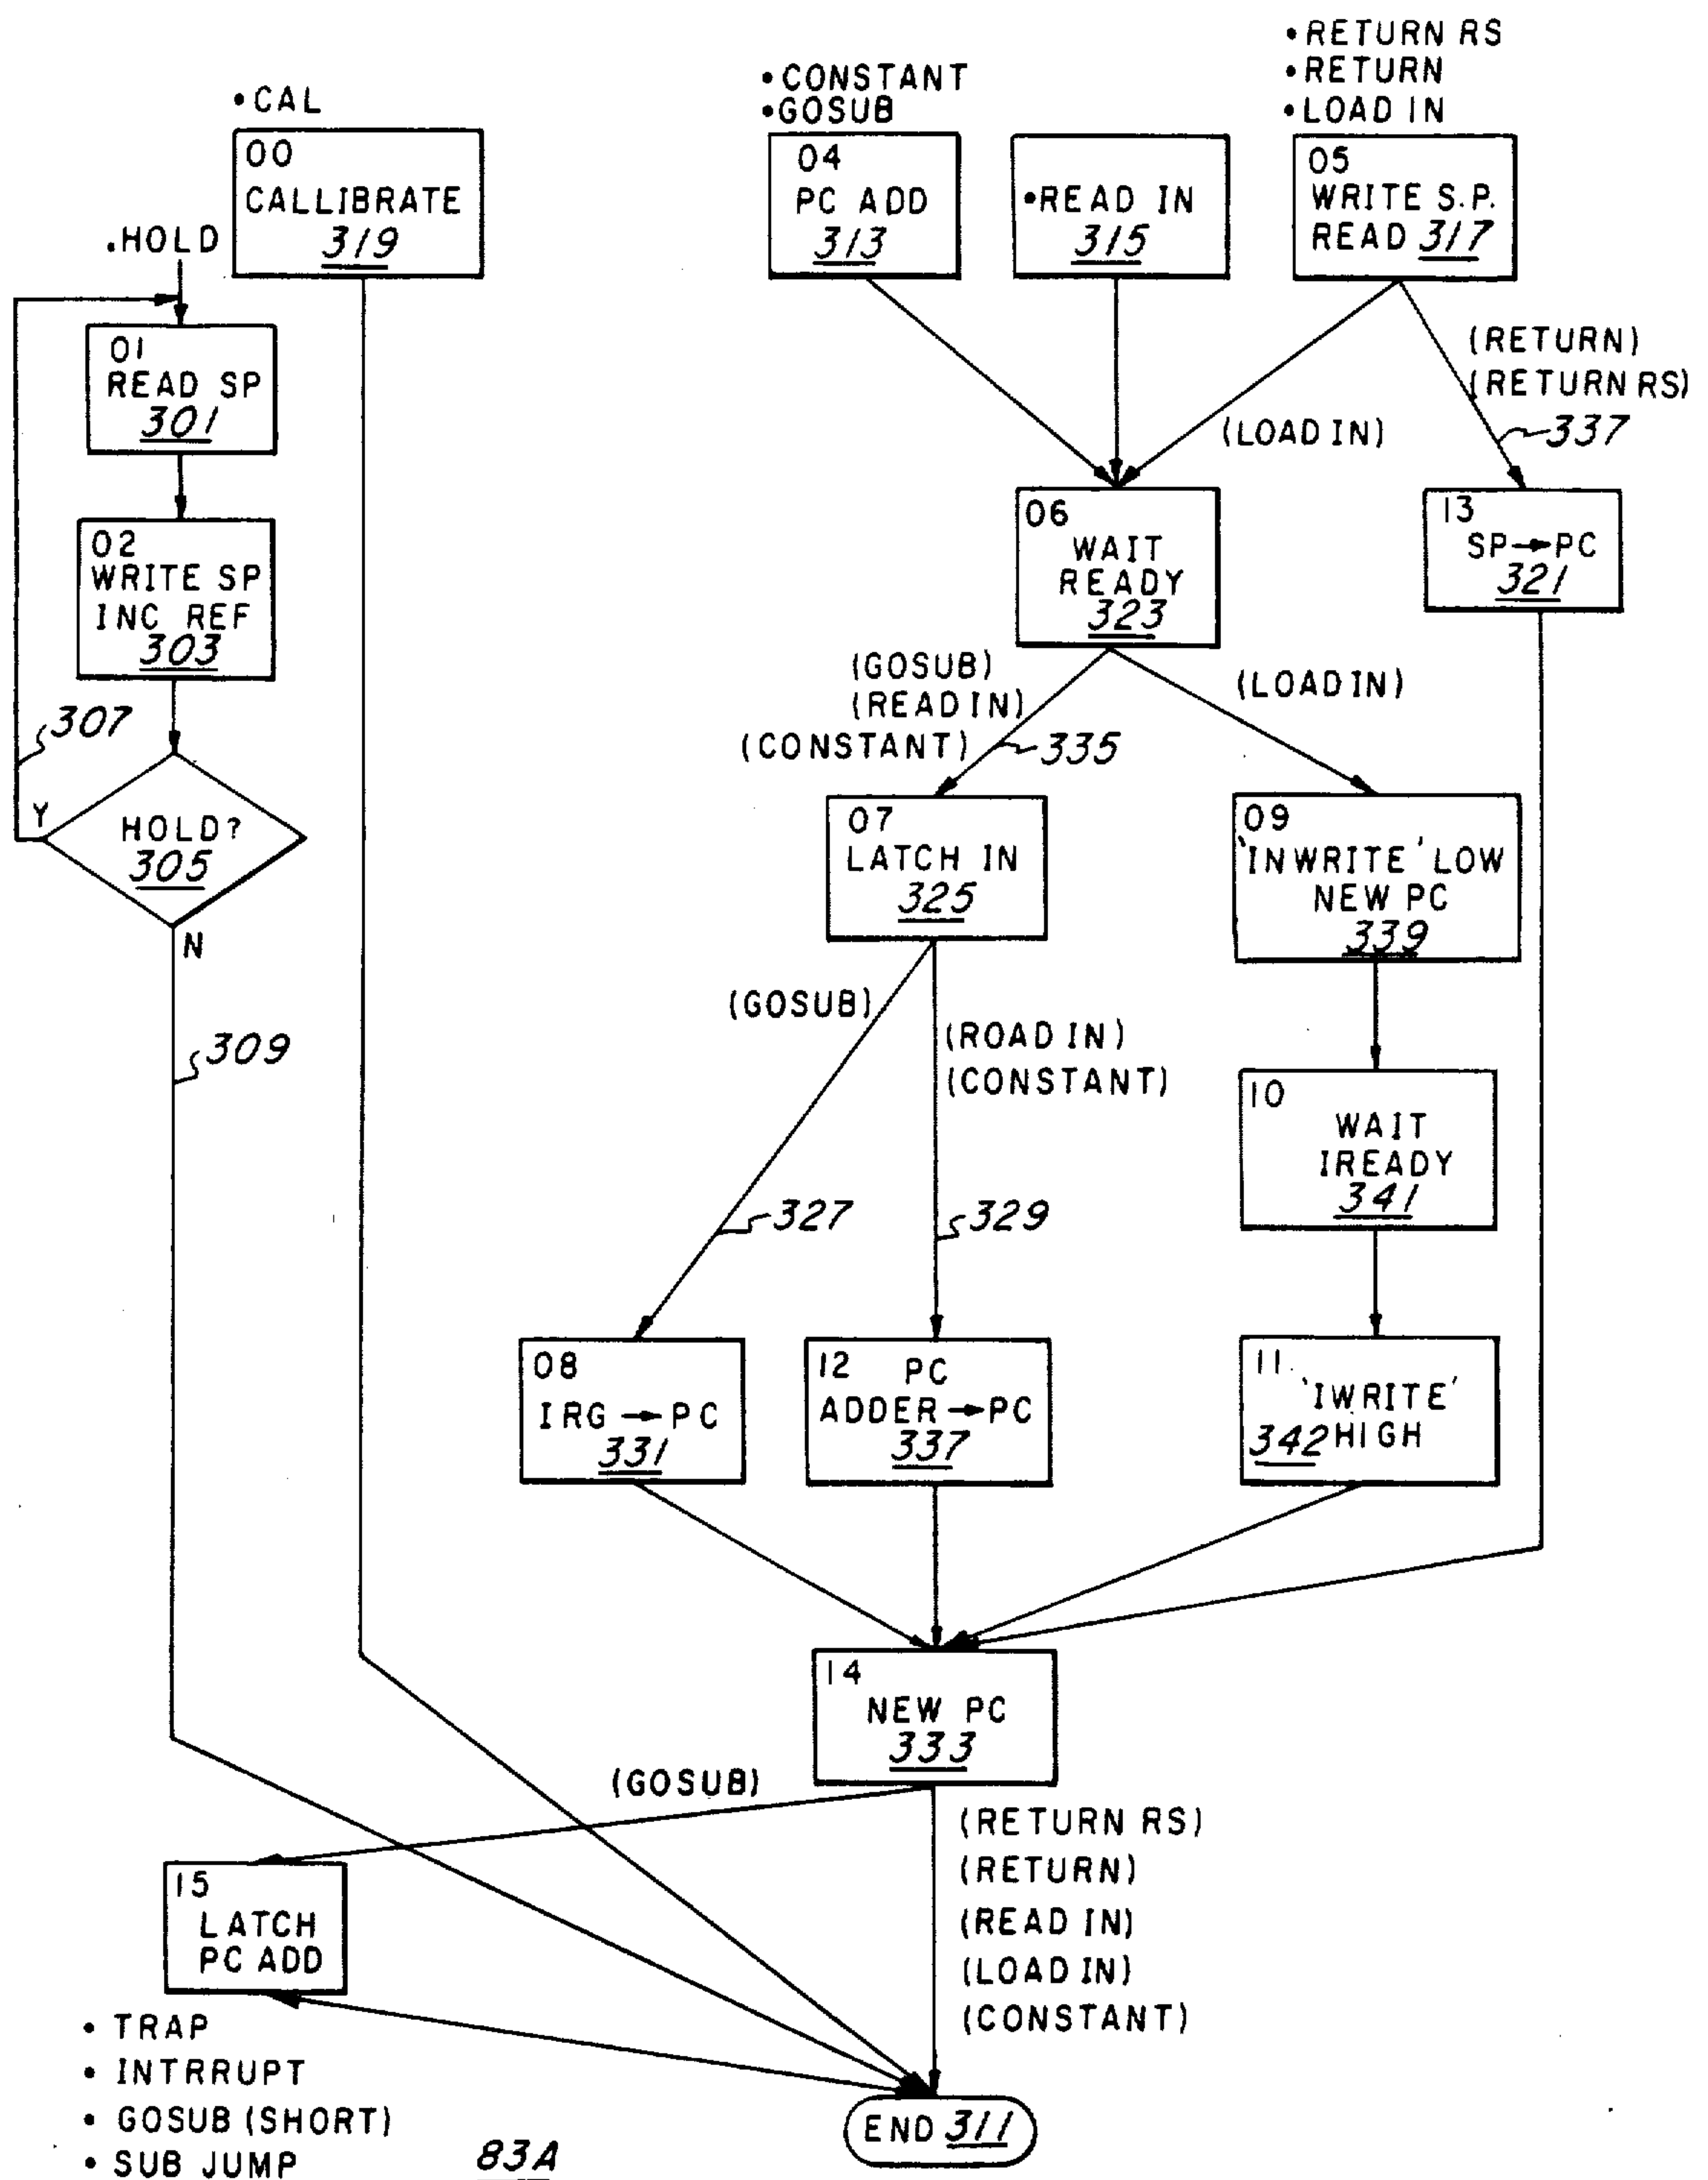 • RETURN RS
• RETURN
• LOAD IN
• CONSTANT
• GOSUB
• CAL
00
CALLIBRATE
319
04
PC ADD
313
• READ IN
315
05
WRITE S.P.
READ 317
.HOLD
01
READ SP
301
(RETURN)
(RETURN RS)
337
(LOAD IN)
02
WRITE SP
INC REF
303
06
WAIT
READY
323
13
SP→PC
321
307
(GOSUB)
(READ IN)
(CONSTANT)
335
(LOAD IN)
Y
HOLD?
305
N
07
LATCH IN
325
09
'INWRITE' LOW
NEW PC
339
(GOSUB)
(ROAD IN)
(CONSTANT)
309
10
WAIT
IREADY
341
327
329
08
IRG → PC
331
12 PC
ADDER → PC
337
11
'IWRITE'
342 HIGH
14
NEW PC
333
(GOSUB)
(RETURN RS)
(RETURN)
(READ IN)
(LOAD IN)
(CONSTANT)
15
LATCH
PC ADD
• TRAP
• INTRRUPT
• GOSUB (SHORT)
• SUB JUMP
83A
END 311